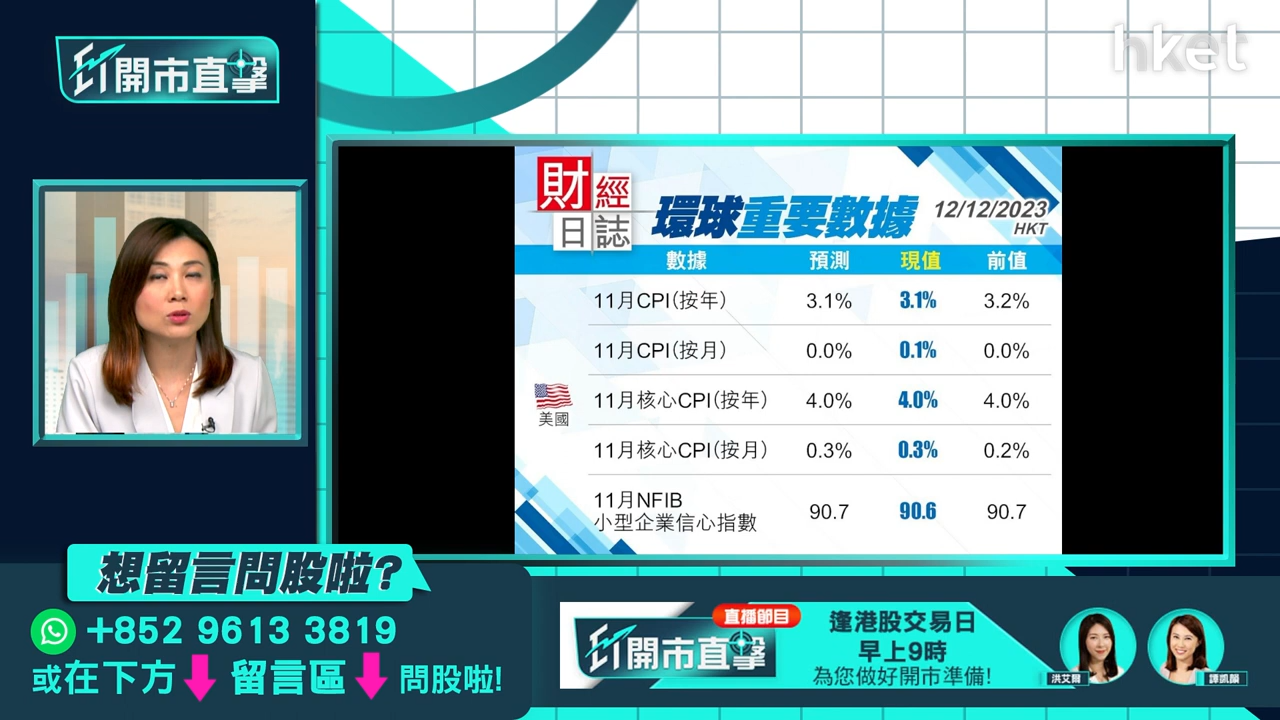 ET開市直擊
hket
財經
日誌
環球重要數據
12/12/2023
HKT
數據 預測 現值 前值
11月CPI(按年) 3.1% 3.1% 3.2%
11月CPI(按月) 0.0% 0.1% 0.0%
11月核心CPI(按年) 4.0% 4.0% 4.0%
美國
11月核心CPI(按月) 0.3% 0.3% 0.2%
11月NFIB
小型企業信心指數 90.7 90.6 90.7
想留言問股啦?
+852 9613 3819
或在下方 留言區 問股啦!
直播節目
ET開市直擊
逢港股交易日
早上9時
為您做好開市準備!
洪艾爾
譚凱韻